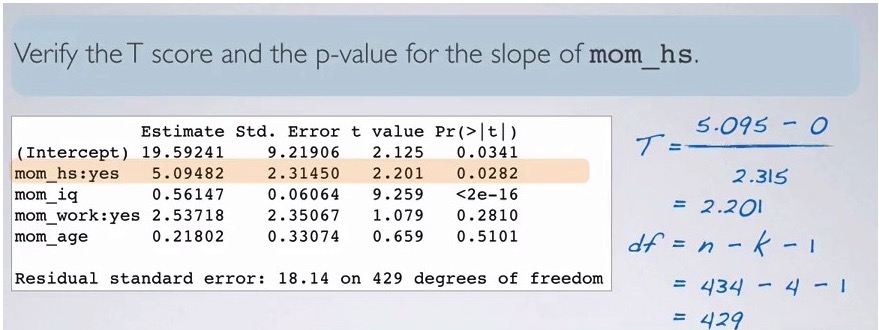 Verify the T score and the p-value for the slope of mom_hs.
Estimate Std. Error t value Pr(>|t|)
(Intercept) 19.59241 9.21906 2.125 0.0341
mom_hs:yes 5.09482 2.31450 2.201 0.0282
mom_iq 0.56147 0.06064 9.259 <2e-16
mom_work:yes 2.53718 2.35067 1.079 0.2810
mom_age 0.21802 0.33074 0.659 0.5101
Residual standard error: 18.14 on 429 degrees of freedom
5.095 - 0
T =
2.315
= 2.201
df = n - k - 1
= 434 - 4 - 1
= 429